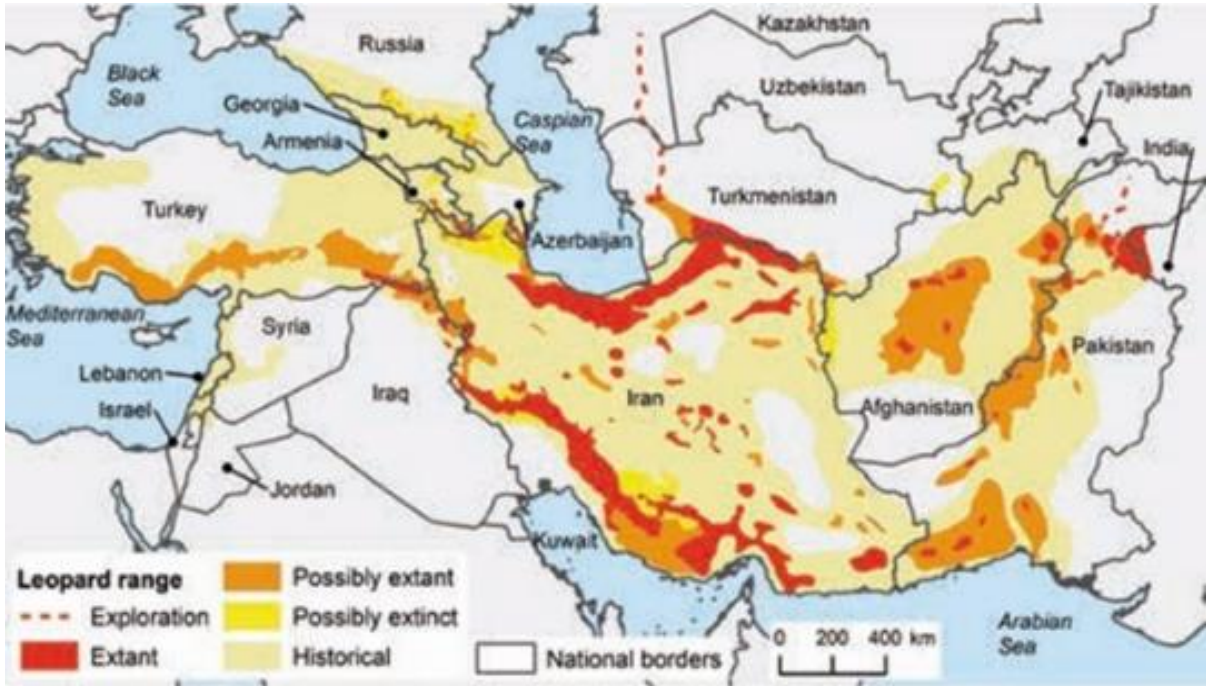 Kazakhstan
Russia
Black
Sea
Uzbekistan
Tajikistan
Georgia
Caspian
Sea
Armenia
India
Turkmenistan
Turkey
Azerbaijan
Mediterranean
Sea
Syria
Pakistan
Lebanon
Iraq
Iran
Afghanistan
Israel
Jordan
Kuwait
Leopard range
Exploration
Extant
Possibly extant
Possibly extinct
Historical
National borders
0 200 400 km
Arabian
Sea